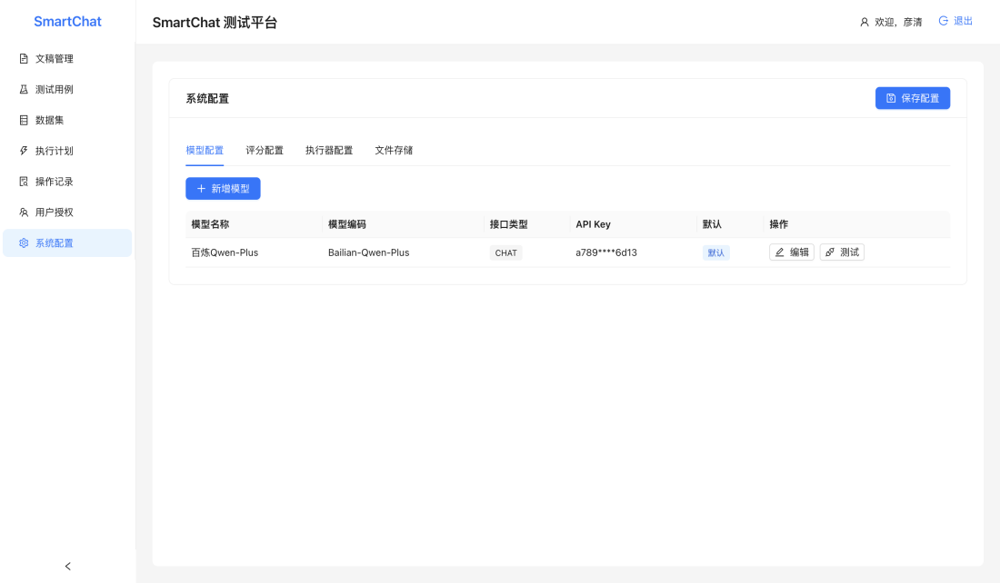 SmartChat
SmartChat 测试平台
欢迎，彦清
退出
文稿管理
测试用例
数据集
执行计划
操作记录
用户授权
系统配置
系统配置
保存配置
模型配置 评分配置 执行器配置 文件存储
新增模型
模型名称 模型编码 接口类型 API Key 默认 操作
百炼Qwen-Plus Bailian-Qwen-Plus CHAT a789****6d13 默认 编辑 测试